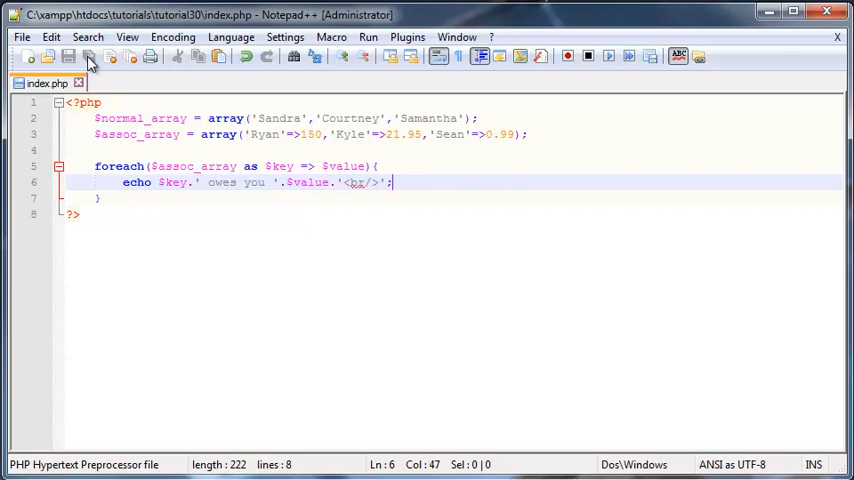 C:\xampp\htdocs\tutorials\tutorial30\index.php - Notepad++ [Administrator]
File Edit Search View Encoding Language Settings Macro Run Plugins Window ? X
ABC
index.php
1 <?php
2 $normal_array = array('Sandra','Courtney','Samantha');
3 $assoc_array = array('Ryan'=>150,'Kyle'=>21.95,'Sean'=>0.99);
4
5 foreach($assoc_array as $key => $value){
6 echo $key.' owes you '.$value.'<br/>';
7 }
8 ?>
PHP Hypertext Preprocessor file length : 222 lines : 8 Ln : 6 Col : 47 Sel : 0 | 0 Dos\Windows ANSI as UTF-8 INS